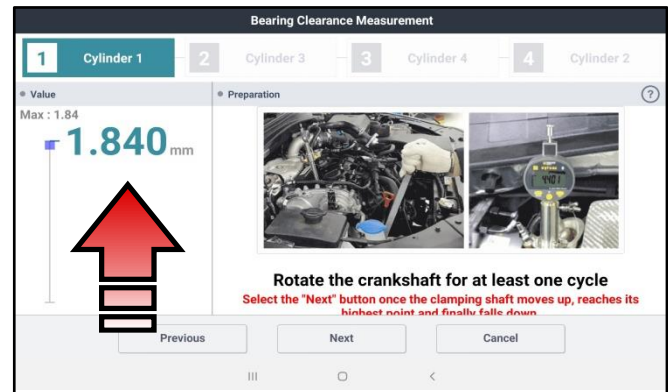 Bearing Clearance Measurement
1 Cylinder 1 2 Cylinder 3 3 Cylinder 4 4 Cylinder 2
Value
Preparation
?
Max : 1.84
1.840 mm
Rotate the crankshaft for at least one cycle
Select the "Next" button once the clamping shaft moves up, reaches its
highest point and finally falls down
Previous Next Cancel